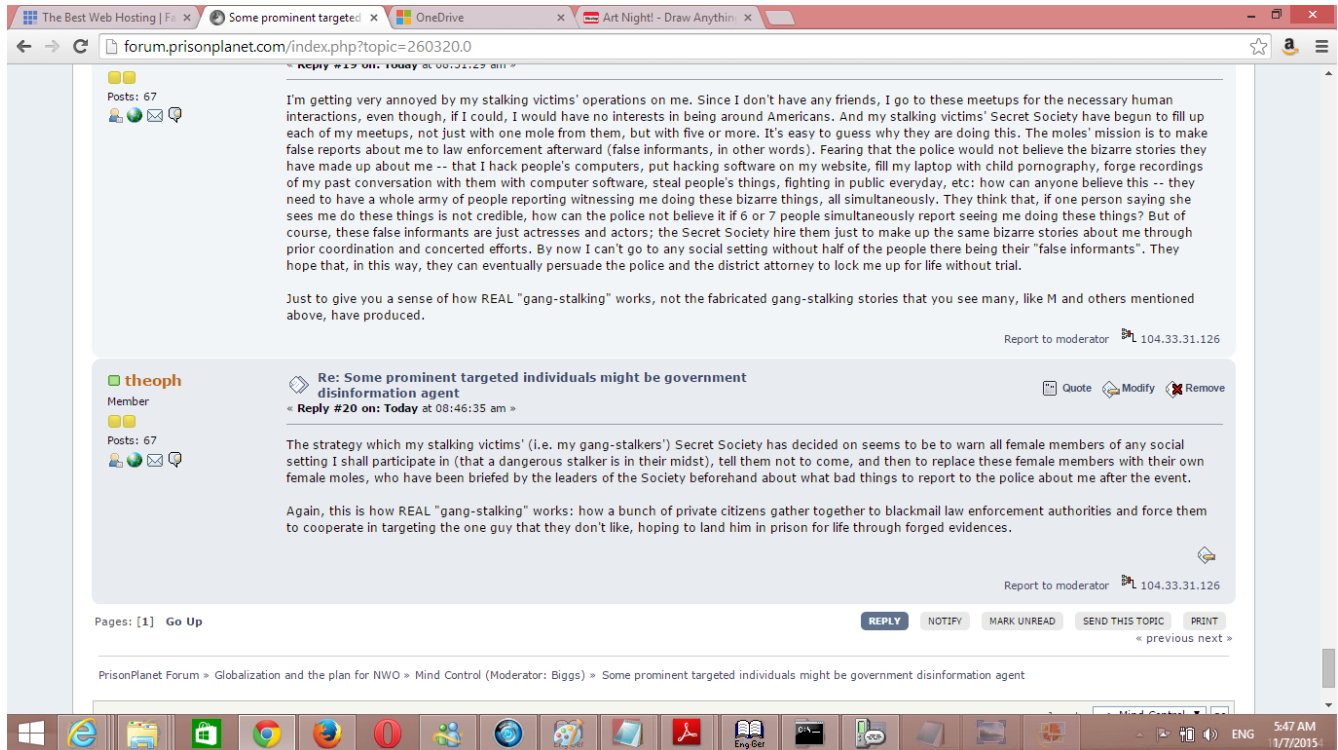 The Best Web Hosting | Fa
Some prominent targeted
OneDrive
Art Night! - Draw Anythin
forum.prisonplanet.com/index.php?topic=260320.0
« Reply #19 on: Today at 08:31:29 am »
Posts: 67
I'm getting very annoyed by my stalking victims' operations on me. Since I don't have any friends, I go to these meetups for the necessary human
interactions, even though, if I could, I would have no interests in being around Americans. And my stalking victims' Secret Society have begun to fill up
each of my meetups, not just with one mole from them, but with five or more. It's easy to guess why they are doing this. The moles' mission is to make
false reports about me to law enforcement afterward (false informants, in other words). Fearing that the police would not believe the bizarre stories they
have made up about me -- that I hack people's computers, put hacking software on my website, fill my laptop with child pornography, forge recordings
of my past conversation with them with computer software, steal people's things, fighting in public everyday, etc: how can anyone believe this -- they
need to have a whole army of people reporting witnessing me doing these bizarre things, all simultaneously. They think that, if one person saying she
sees me do these things is not credible, how can the police not believe it if 6 or 7 people simultaneously report seeing me doing these things? But of
course, these false informants are just actresses and actors; the Secret Society hire them just to make up the same bizarre stories about me through
prior coordination and concerted efforts. By now I can't go to any social setting without half of the people there being their "false informants". They
hope that, in this way, they can eventually persuade the police and the district attorney to lock me up for life without trial.
Just to give you a sense of how REAL "gang-stalking" works, not the fabricated gang-stalking stories that you see many, like M and others mentioned
above, have produced.
Report to moderator 104.33.31.126
theoph
Member
Posts: 67
Re: Some prominent targeted individuals might be government
disinformation agent
« Reply #20 on: Today at 08:46:35 am »
Quote Modify Remove
The strategy which my stalking victims' (i.e. my gang-stalkers') Secret Society has decided on seems to be to warn all female members of any social
setting I shall participate in (that a dangerous stalker is in their midst), tell them not to come, and then to replace these female members with their own
female moles, who have been briefed by the leaders of the Society beforehand about what bad things to report to the police about me after the event.
Again, this is how REAL "gang-stalking" works: how a bunch of private citizens gather together to blackmail law enforcement authorities and force them
to cooperate in targeting the one guy that they don't like, hoping to land him in prison for life through forged evidences.
Report to moderator 104.33.31.126
Pages: [1] Go Up
REPLY NOTIFY MARK UNREAD SEND THIS TOPIC PRINT
« previous next »
PrisonPlanet Forum » Globalization and the plan for NWO » Mind Control (Moderator: Biggs) » Some prominent targeted individuals might be government disinformation agent
Eng Ger
ENG
5:47 AM
11/7/2015